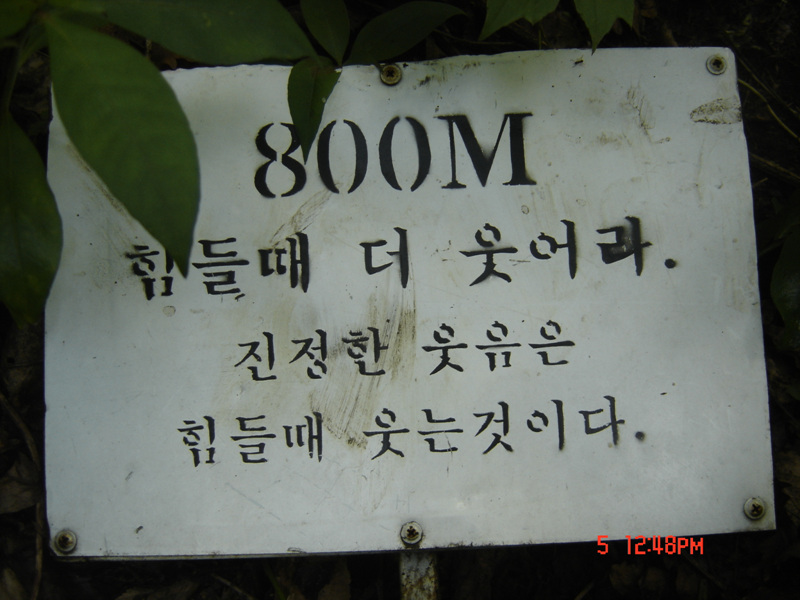 800M
힘들때 더 웃어라.
진정한 웃음은
힘들때 웃는것이다.
5 12:48PM